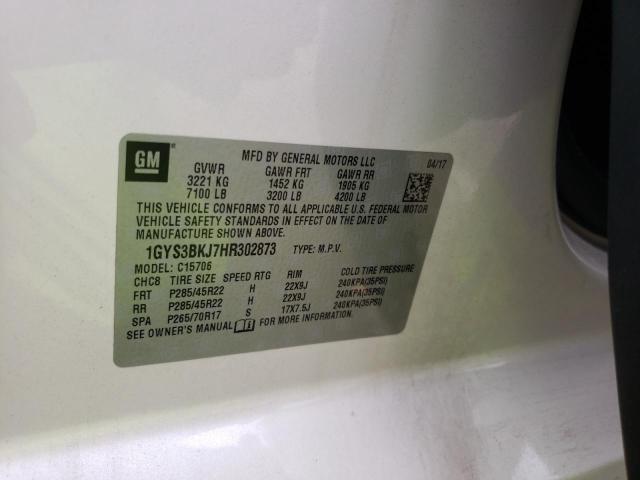 GM
MFD BY GENERAL MOTORS LLC 04/17
GVWR GAWR FRT GAWR RR
3221 KG 1452 KG 1905 KG
7100 LB 3200 LB 4200 LB
THIS VEHICLE CONFORMS TO ALL APPLICABLE U.S. FEDERAL MOTOR
VEHICLE SAFETY STANDARDS IN EFFECT ON THE DATE OF
MANUFACTURE SHOWN ABOVE.
1GYS3BKJ7HR302873 TYPE: M.P.V.
MODEL: C15706
CHC8 TIRE SIZE SPEED RTG RIM COLD TIRE PRESSURE
FRT P285/45R22 H 22X9J 240KPA(35PSI)
RR P285/45R22 H 22X9J 240KPA(35PSI)
SPA P265/70R17 S 17X7.5J 240KPA(35PSI)
SEE OWNER'S MANUAL FOR MORE INFORMATION.